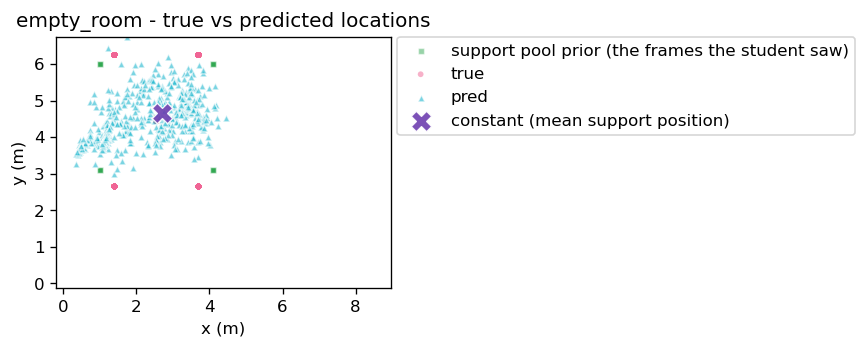 empty_room - true vs predicted locations
support pool prior (the frames the student saw)
true
pred
constant (mean support position)
y (m)
6
5
4
3
2
1
0
0 2 4 6 8
x (m)